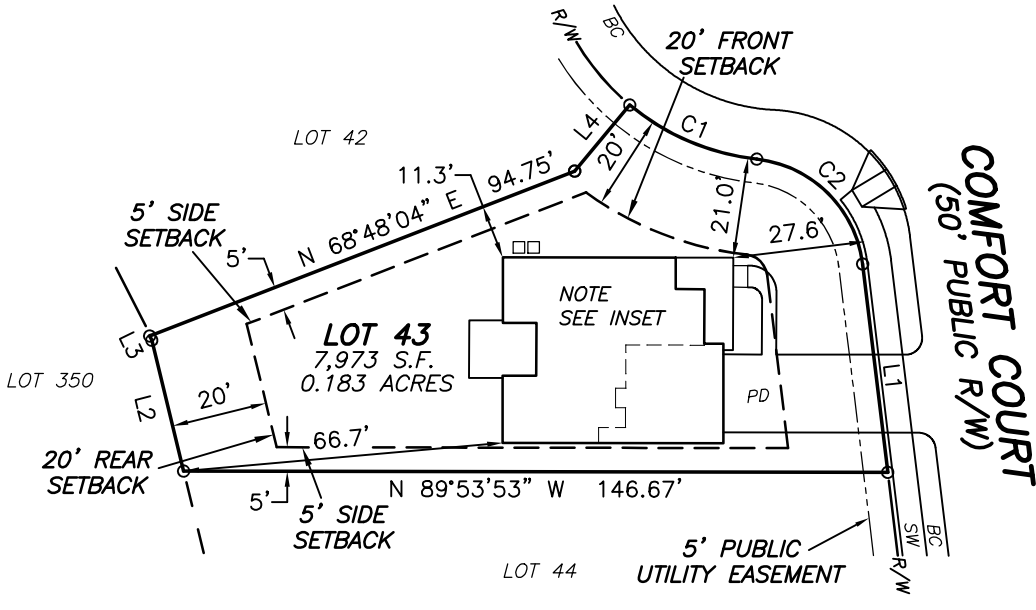 R/W
BC
20' FRONT
SETBACK
LOT 42
L4
C1
20'
C2
COMFORT COURT
(50' PUBLIC R/W)
11.3'
N 68°48'04" E 94.75'
21.0'
27.6'
5' SIDE
SETBACK
5'
NOTE
SEE INSET
LOT 43
7,973 S.F.
0.183 ACRES
L3
LOT 350
L2
20'
L1
PD
66.7'
20' REAR
SETBACK
5'
N 89°53'53" W 146.67'
5' SIDE
SETBACK
5' PUBLIC
UTILITY EASEMENT
LOT 44
SW
BC
R/W